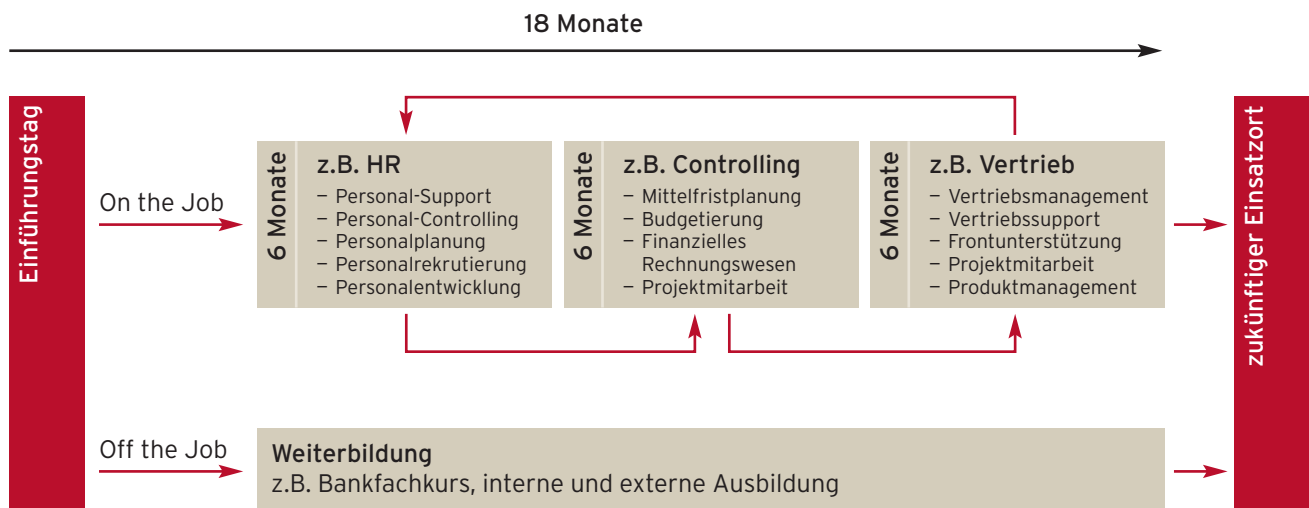 18 Monate
Einführungstag
On the Job
6 Monate
z.B. HR
– Personal-Support
– Personal-Controlling
– Personalplanung
– Personalrekrutierung
– Personalentwicklung
6 Monate
z.B. Controlling
– Mittelfristplanung
– Budgetierung
– Finanzielles
Rechnungswesen
– Projektmitarbeit
6 Monate
z.B. Vertrieb
– Vertriebsmanagement
– Vertriebssupport
– Frontunterstützung
– Projektmitarbeit
– Produktmanagement
zukünftiger Einsatzort
Off the Job
Weiterbildung
z.B. Bankfachkurs, interne und externe Ausbildung